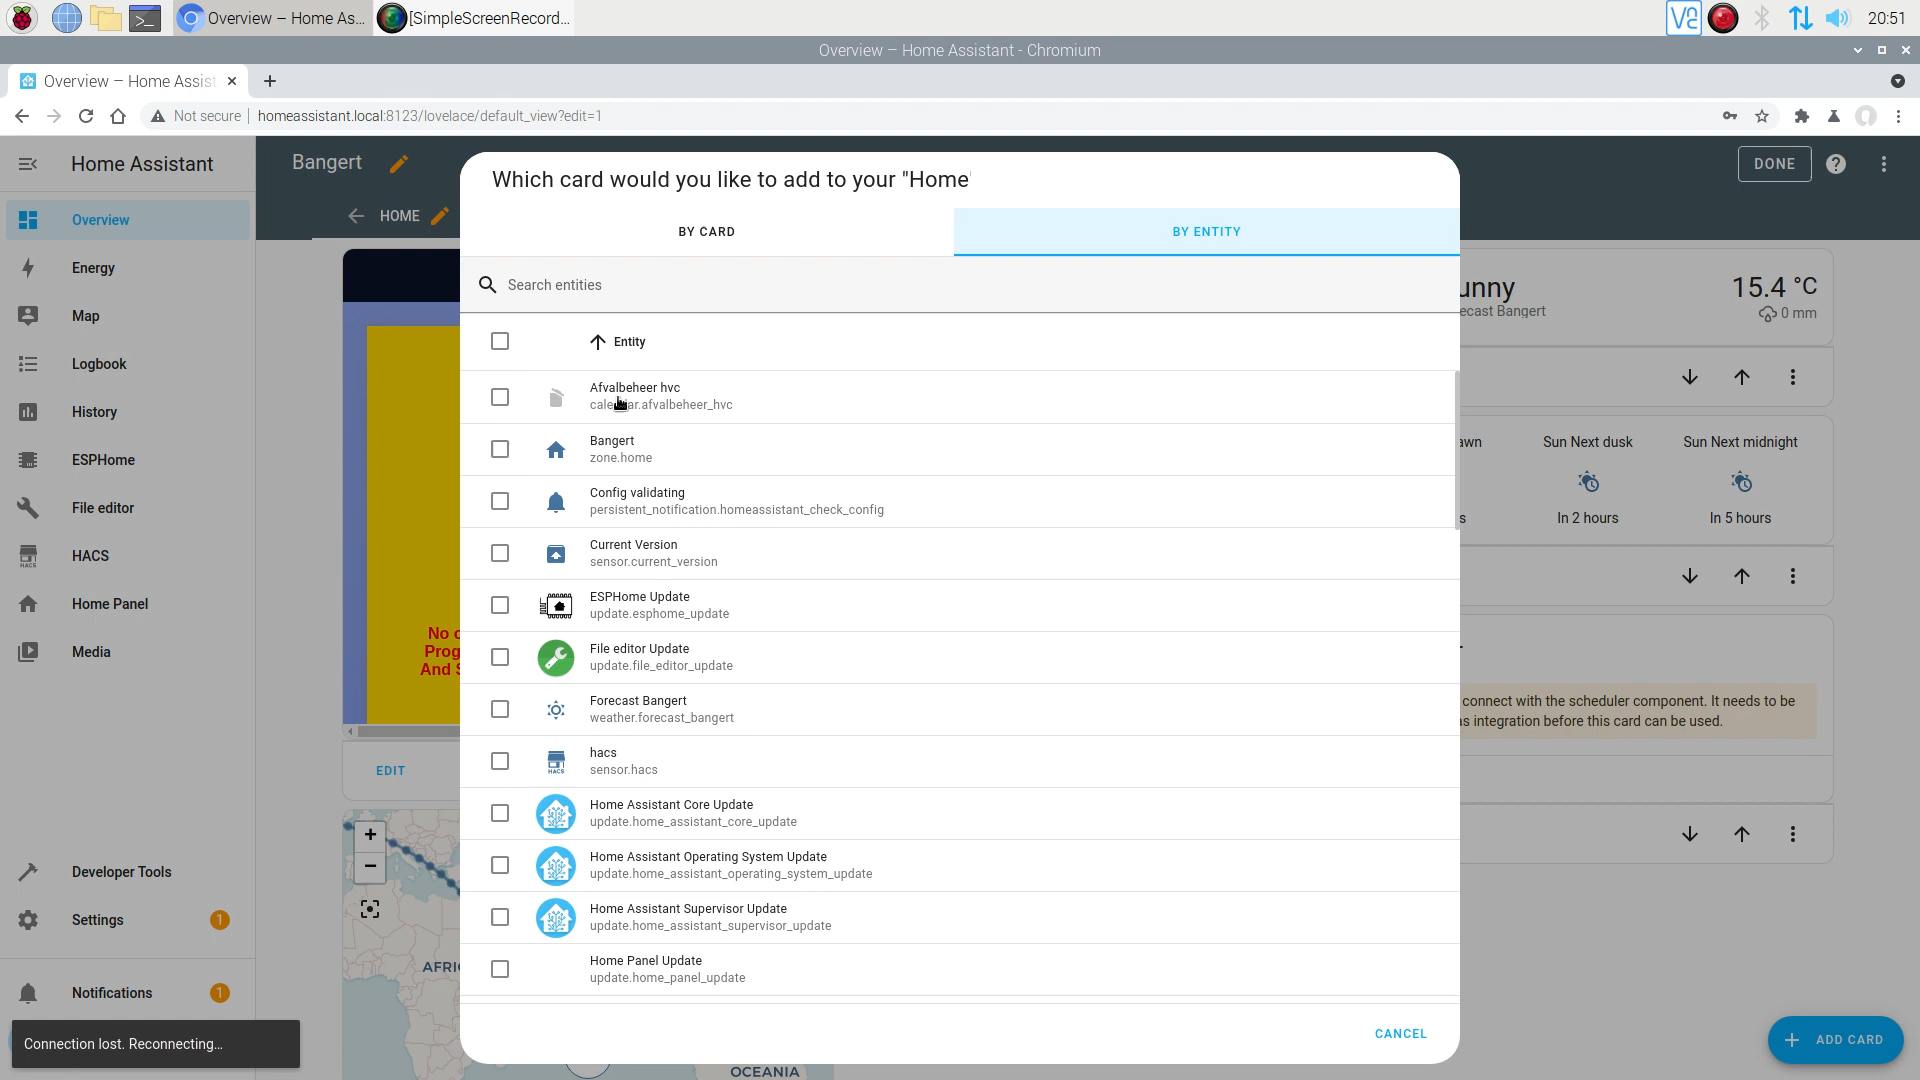 Overview – Home As...
[SimpleScreenRecord...
20:51
Overview – Home Assistant - Chromium
Overview – Home Assist
Not secure
homeassistant.local:8123/lovelace/default_view?edit=1
Home Assistant
Bangert
DONE
HOME
Overview
Energy
Map
Logbook
History
ESPHome
File editor
HACS
Home Panel
Media
Developer Tools
Settings
1
Notifications
1
Connection lost. Reconnecting…
Which card would you like to add to your "Home"
BY CARD
BY ENTITY
Search entities
Entity
Afvalbeheer hvc
calendar.afvalbeheer_hvc
Bangert
zone.home
Config validating
persistent_notification.homeassistant_check_config
Current Version
sensor.current_version
ESPHome Update
update.esphome_update
File editor Update
update.file_editor_update
Forecast Bangert
weather.forecast_bangert
hacs
sensor.hacs
HACS
Home Assistant Core Update
update.home_assistant_core_update
Home Assistant Operating System Update
update.home_assistant_operating_system_update
Home Assistant Supervisor Update
update.home_assistant_supervisor_update
Home Panel Update
update.home_panel_update
CANCEL
No
Prog
And S
EDIT
+
−
AFRI
OCEANIA
unny
ecast Bangert
15.4 °C
0 mm
awn
Sun Next dusk
Sun Next midnight
s
In 2 hours
In 5 hours
connect with the scheduler component. It needs to be
as integration before this card can be used.
ADD CARD